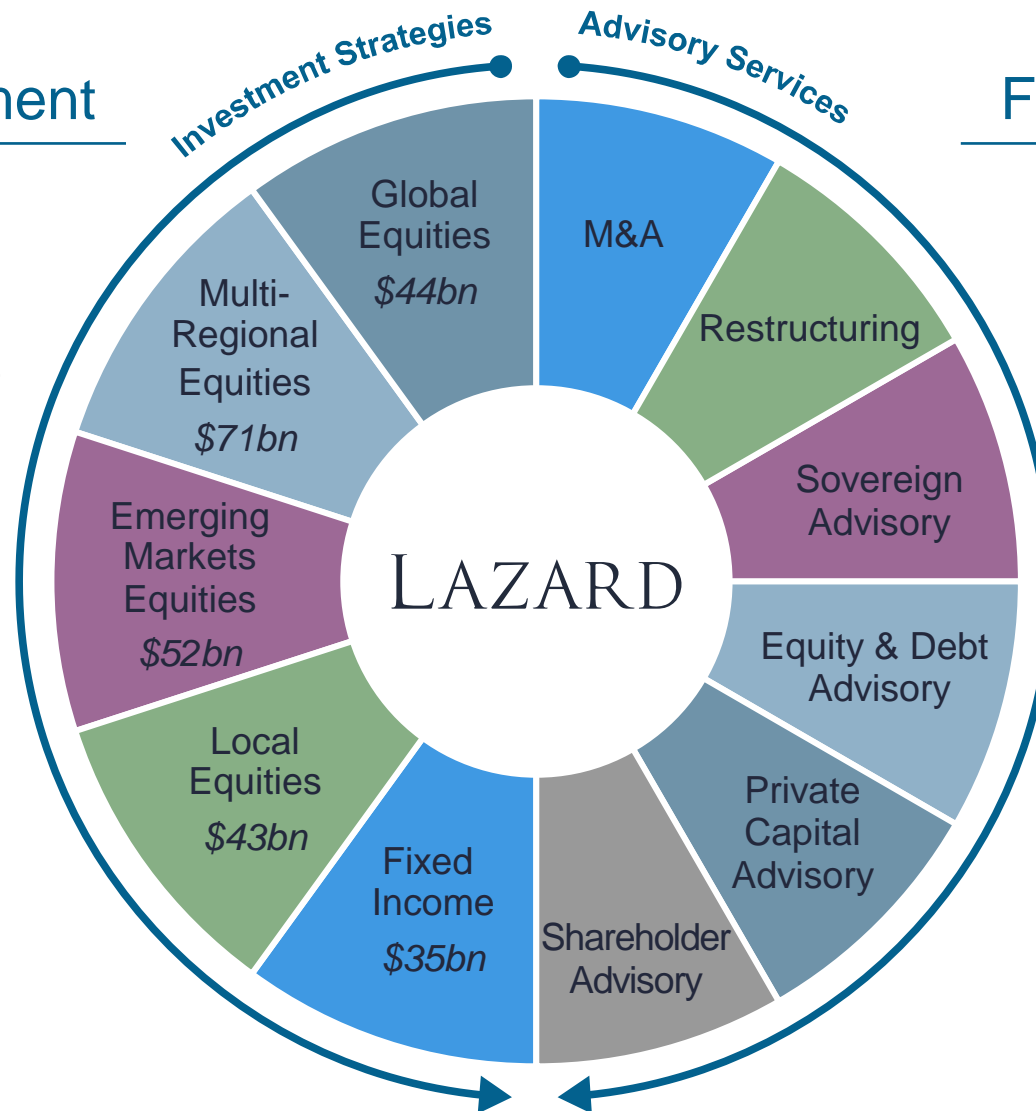 Investment Strategies
Advisory Services
ment
F
Global
Equities
$44bn
Multi-
Regional
Equities
$71bn
Emerging
Markets
Equities
$52bn
Local
Equities
$43bn
Fixed
Income
$35bn
LAZARD
M&A
Restructuring
Sovereign
Advisory
Equity & Debt
Advisory
Private
Capital
Advisory
Shareholder
Advisory